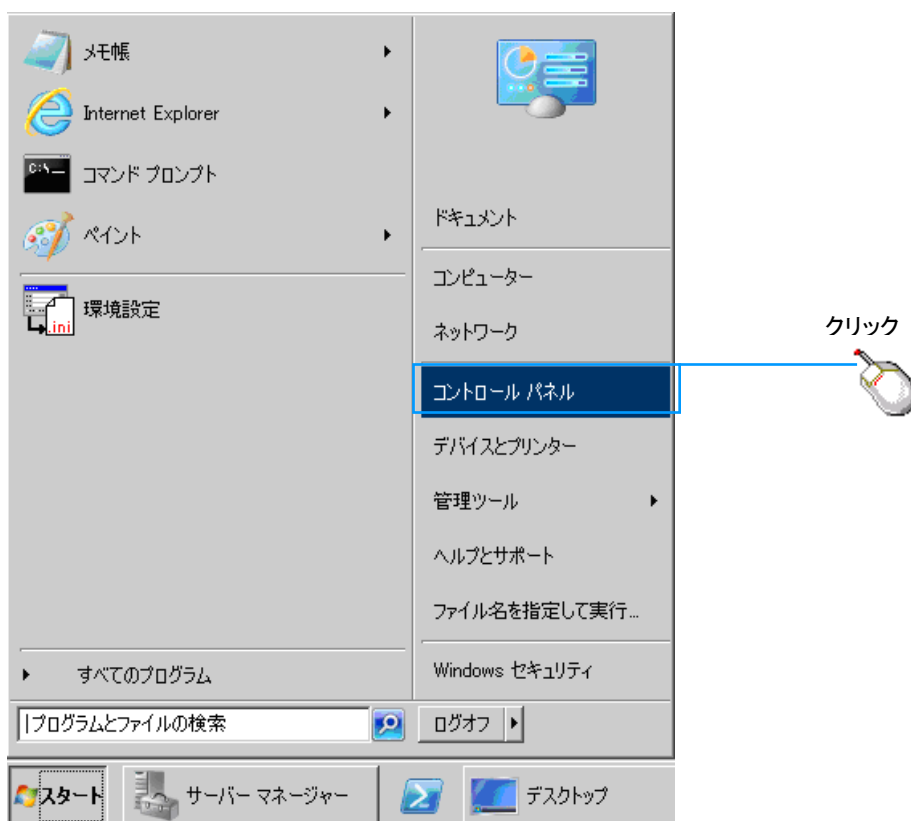 メモ帳
Internet Explorer
C:\
コマンド プロンプト
ペイント
.ini
環境設定
すべてのプログラム
プログラムとファイルの検索
ドキュメント
コンピューター
ネットワーク
コントロール パネル
デバイスとプリンター
管理ツール
ヘルプとサポート
ファイル名を指定して実行...
Windows セキュリティ
ログオフ
クリック
スタート
サーバー マネージャー
デスクトップ